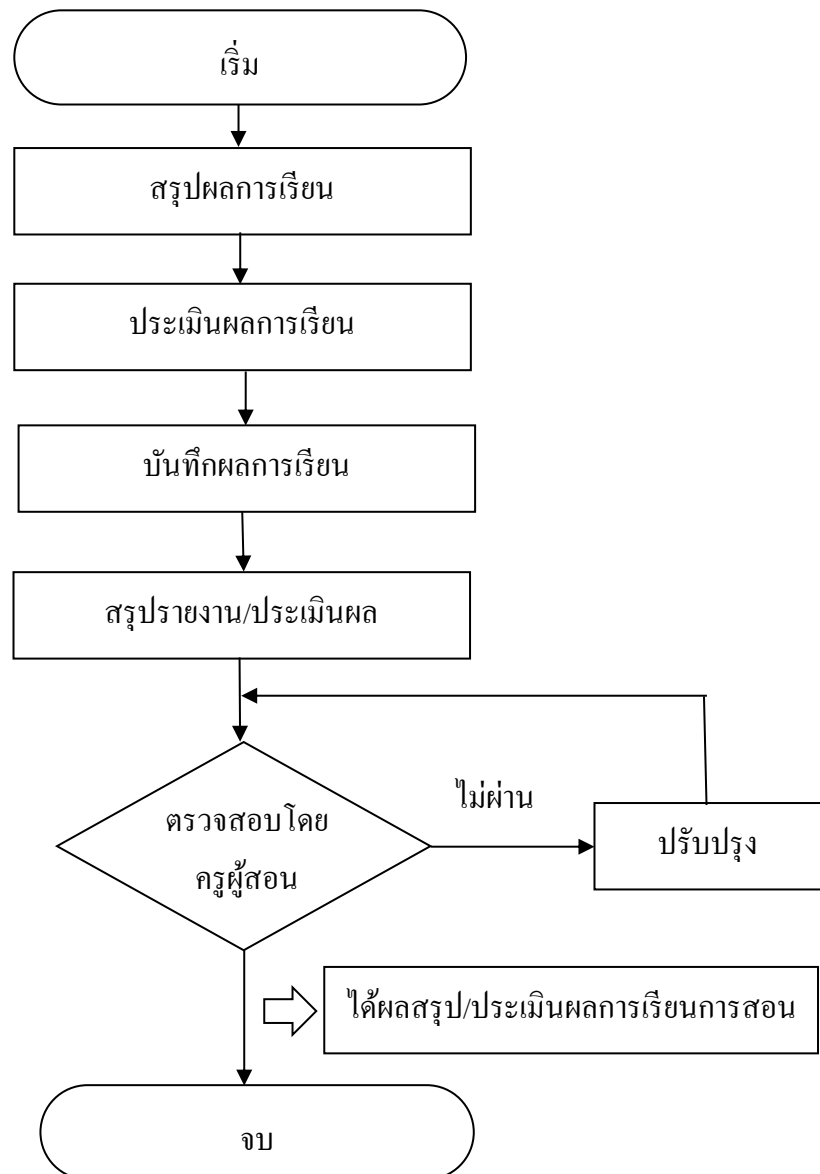 เริ่ม
สรุปผลการเรียน
ประเมินผลการเรียน
บันทึกผลการเรียน
สรุปรายงาน/ประเมินผล
ไม่ผ่าน
ตรวจสอบโดย
ครูผู้สอน
ปรับปรุง
ได้ผลสรุป/ประเมินผลการเรียนการสอน
จบ